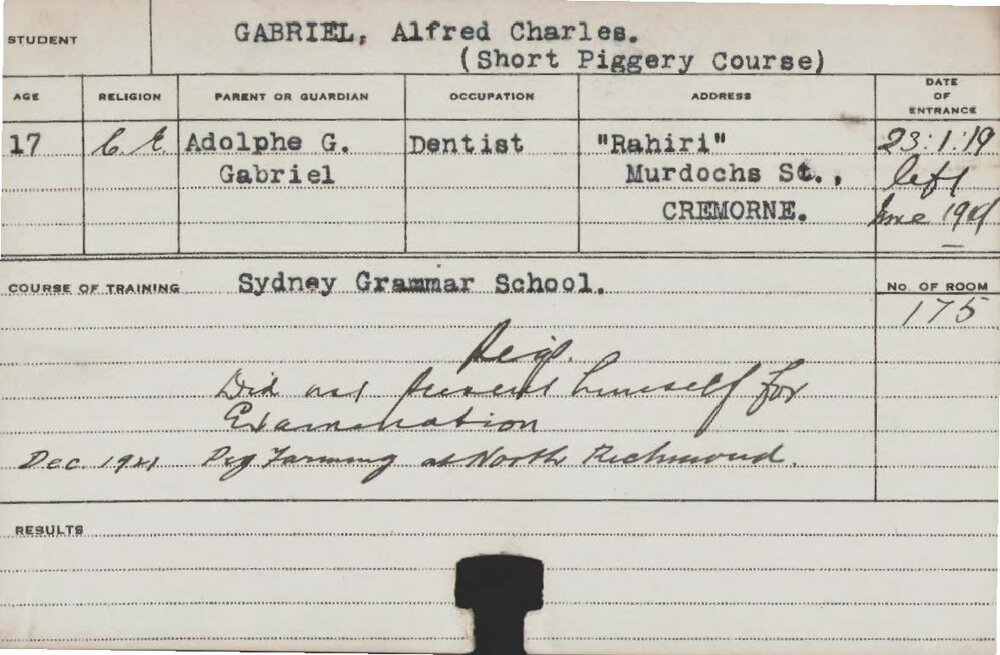 STUDENT
GABRIEL, Alfred Charles.
(Short Piggery Course)
AGE RELIGION PARENT OR GUARDIAN OCCUPATION ADDRESS DATE OF ENTRANCE
17 C.E. Adolphe G. Dentist "Rahiri" 23:1:19
Gabriel Murdochs St., left
CREMORNE. June
COURSE OF TRAINING Sydney Grammar School. No. OF ROOM
175
Did not present himself for
Examination
Dec. 1921 Pig Farming at North Richmond.
RESULTS